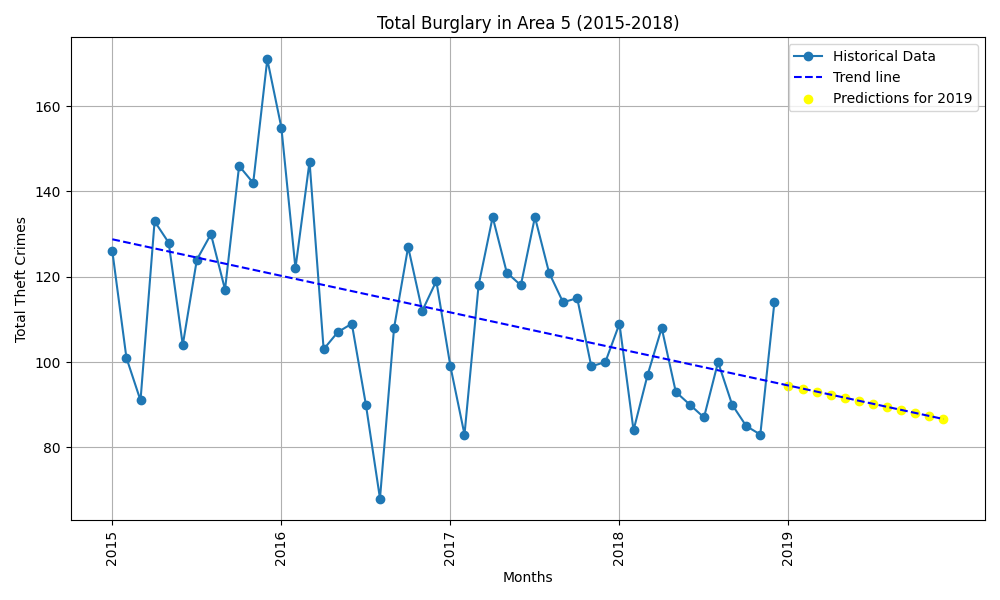 Total Burglary in Area 5 (2015-2018)
Historical Data
Trend line
Predictions for 2019
Total Theft Crimes
160
140
120
100
80
2015
2016
2017
2018
2019
Months